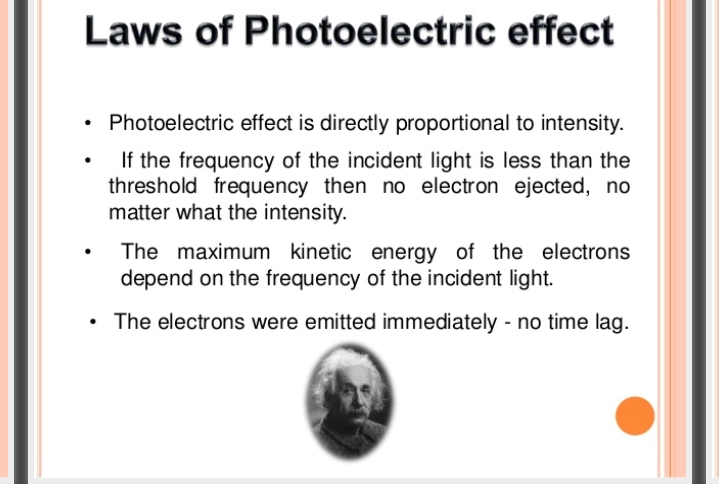 Laws of Photoelectric effect
• Photoelectric effect is directly proportional to intensity.
• If the frequency of the incident light is less than the
threshold frequency then no electron ejected, no
matter what the intensity.
• The maximum kinetic energy of the electrons
depend on the frequency of the incident light.
• The electrons were emitted immediately - no time lag.